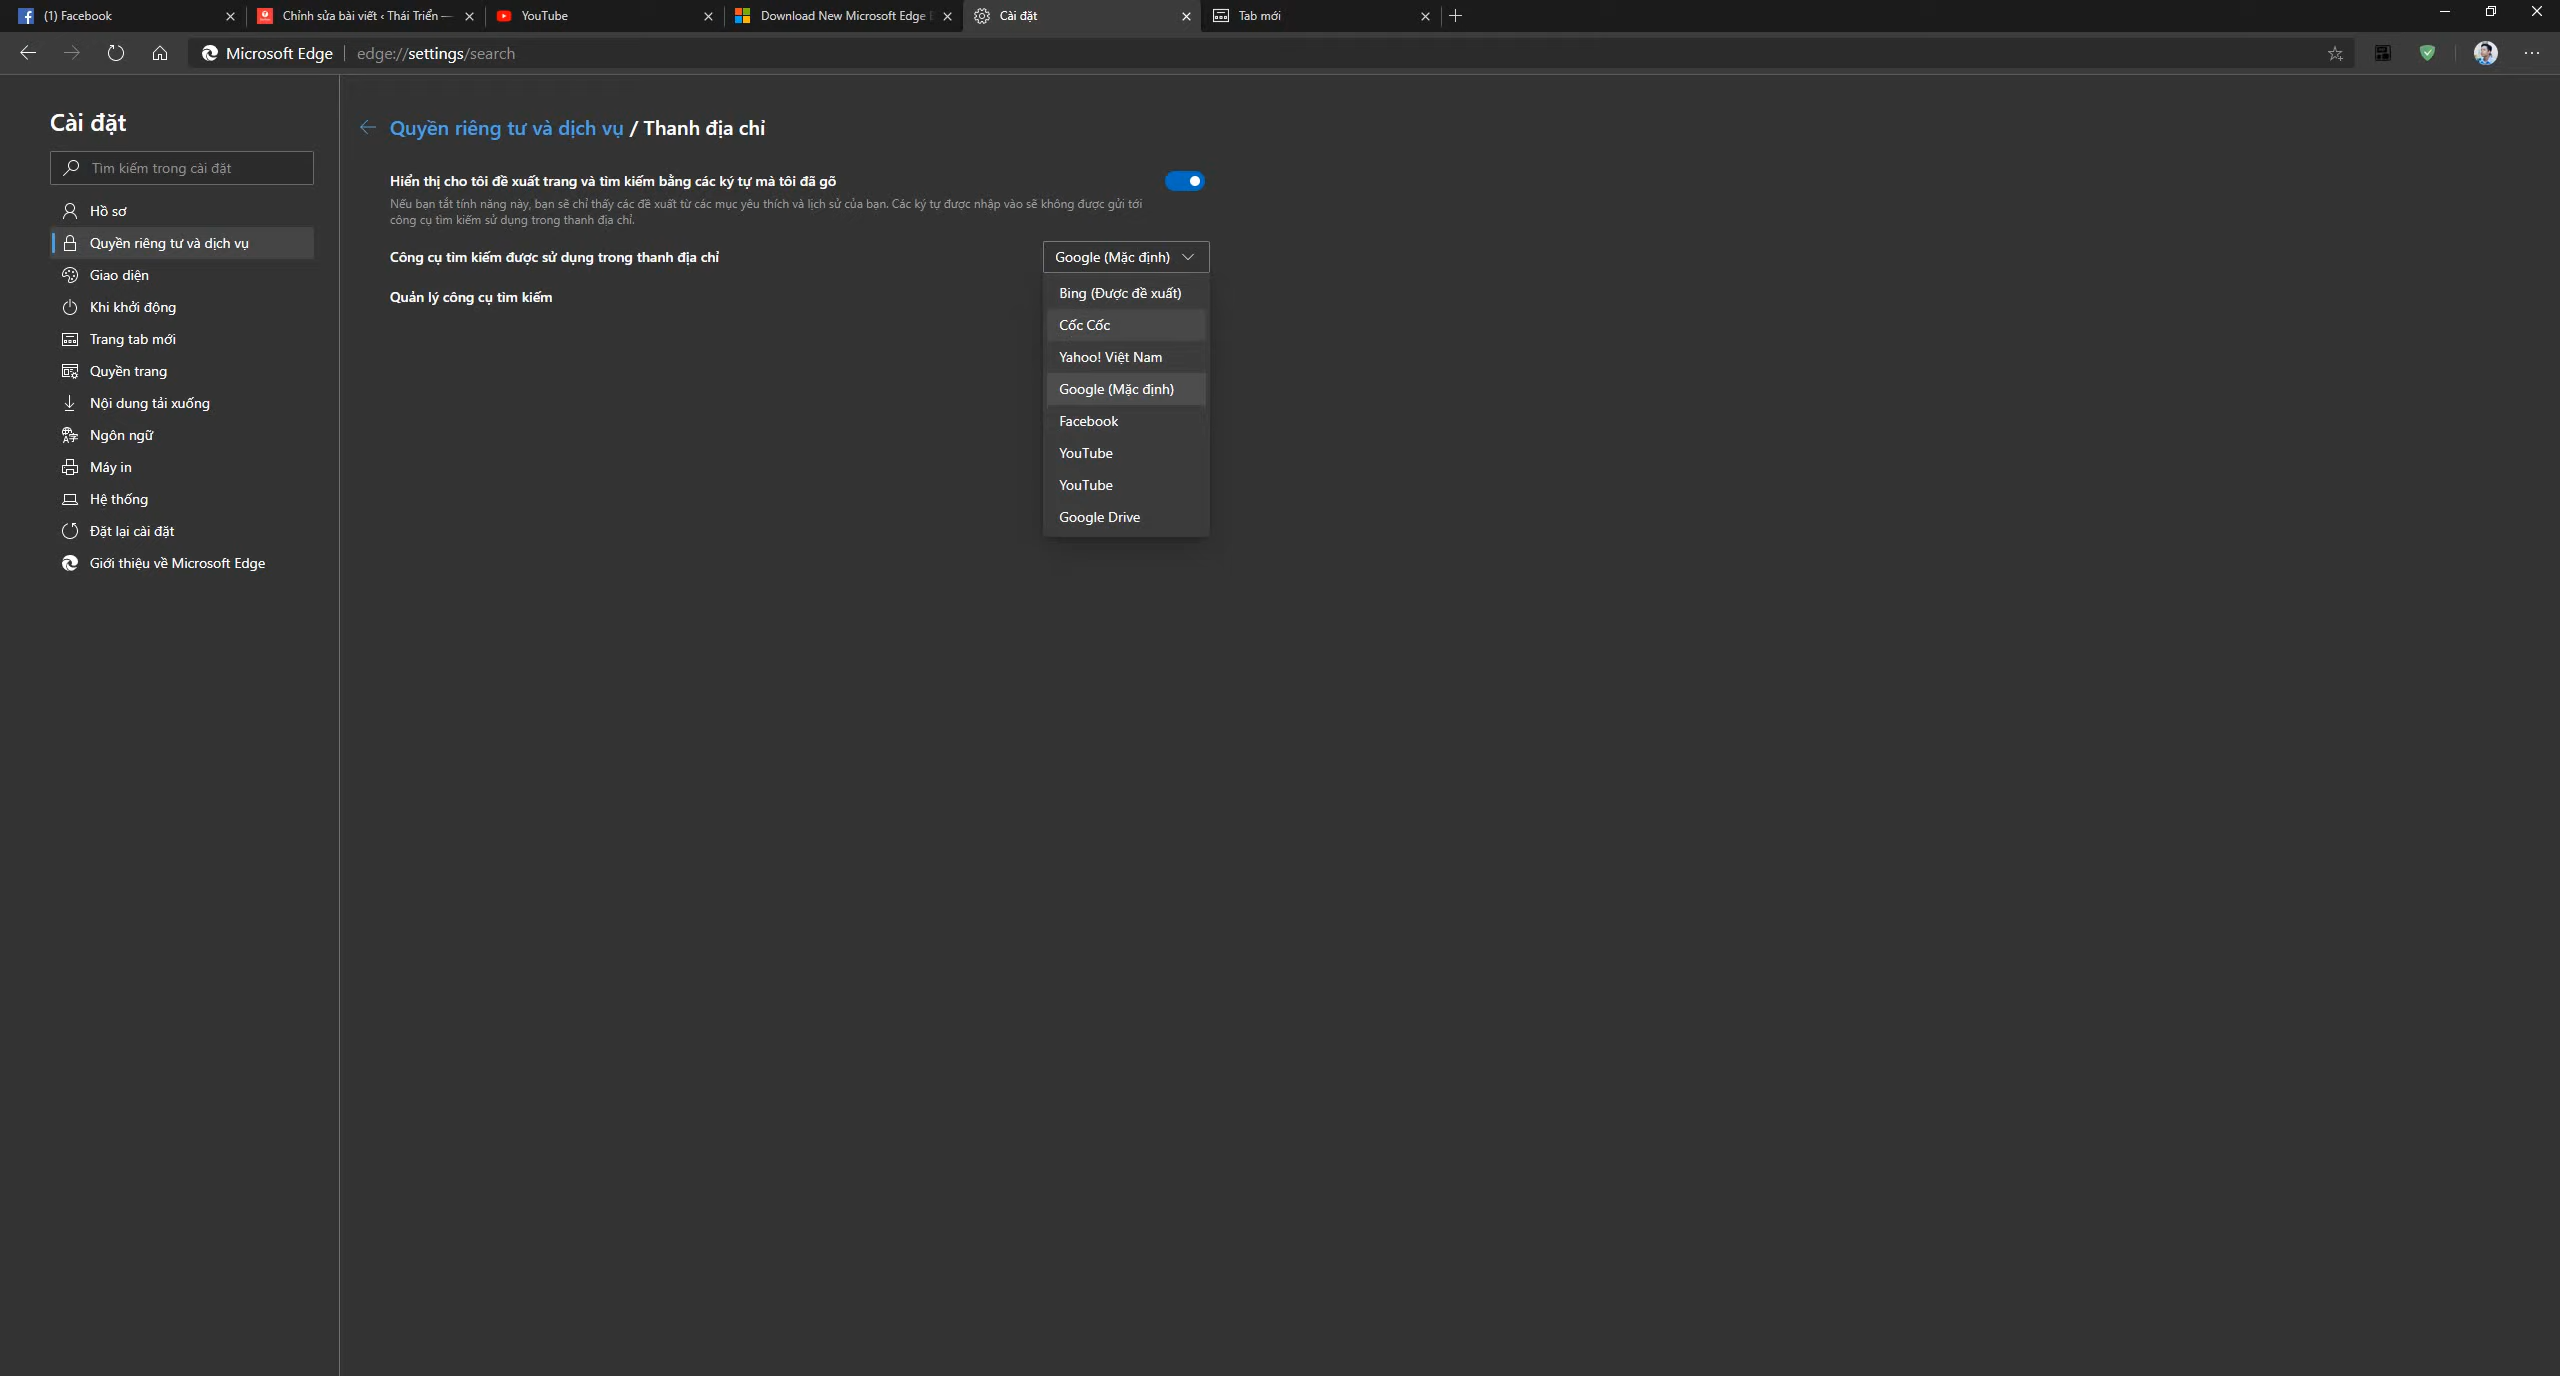 (1) Facebook
Chỉnh sửa bài viết ‹ Thái Triển —
YouTube
Download New Microsoft Edge
Cài đặt
Tab mới
Microsoft Edge
edge://settings/search
Cài đặt
Tìm kiếm trong cài đặt
Hồ sơ
Quyền riêng tư và dịch vụ
Giao diện
Khi khởi động
Trang tab mới
Quyền trang
Nội dung tải xuống
Ngôn ngữ
Máy in
Hệ thống
Đặt lại cài đặt
Giới thiệu về Microsoft Edge
Quyền riêng tư và dịch vụ / Thanh địa chỉ
Hiển thị cho tôi đề xuất trang và tìm kiếm bằng các ký tự mà tôi đã gõ
Nếu bạn tắt tính năng này, bạn sẽ chỉ thấy các đề xuất từ các mục yêu thích và lịch sử của bạn. Các ký tự được nhập vào sẽ không được gửi tới
công cụ tìm kiếm sử dụng trong thanh địa chỉ.
Công cụ tìm kiếm được sử dụng trong thanh địa chỉ
Google (Mặc định)
Quản lý công cụ tìm kiếm
Bing (Được đề xuất)
Cốc Cốc
Yahoo! Việt Nam
Google (Mặc định)
Facebook
YouTube
YouTube
Google Drive